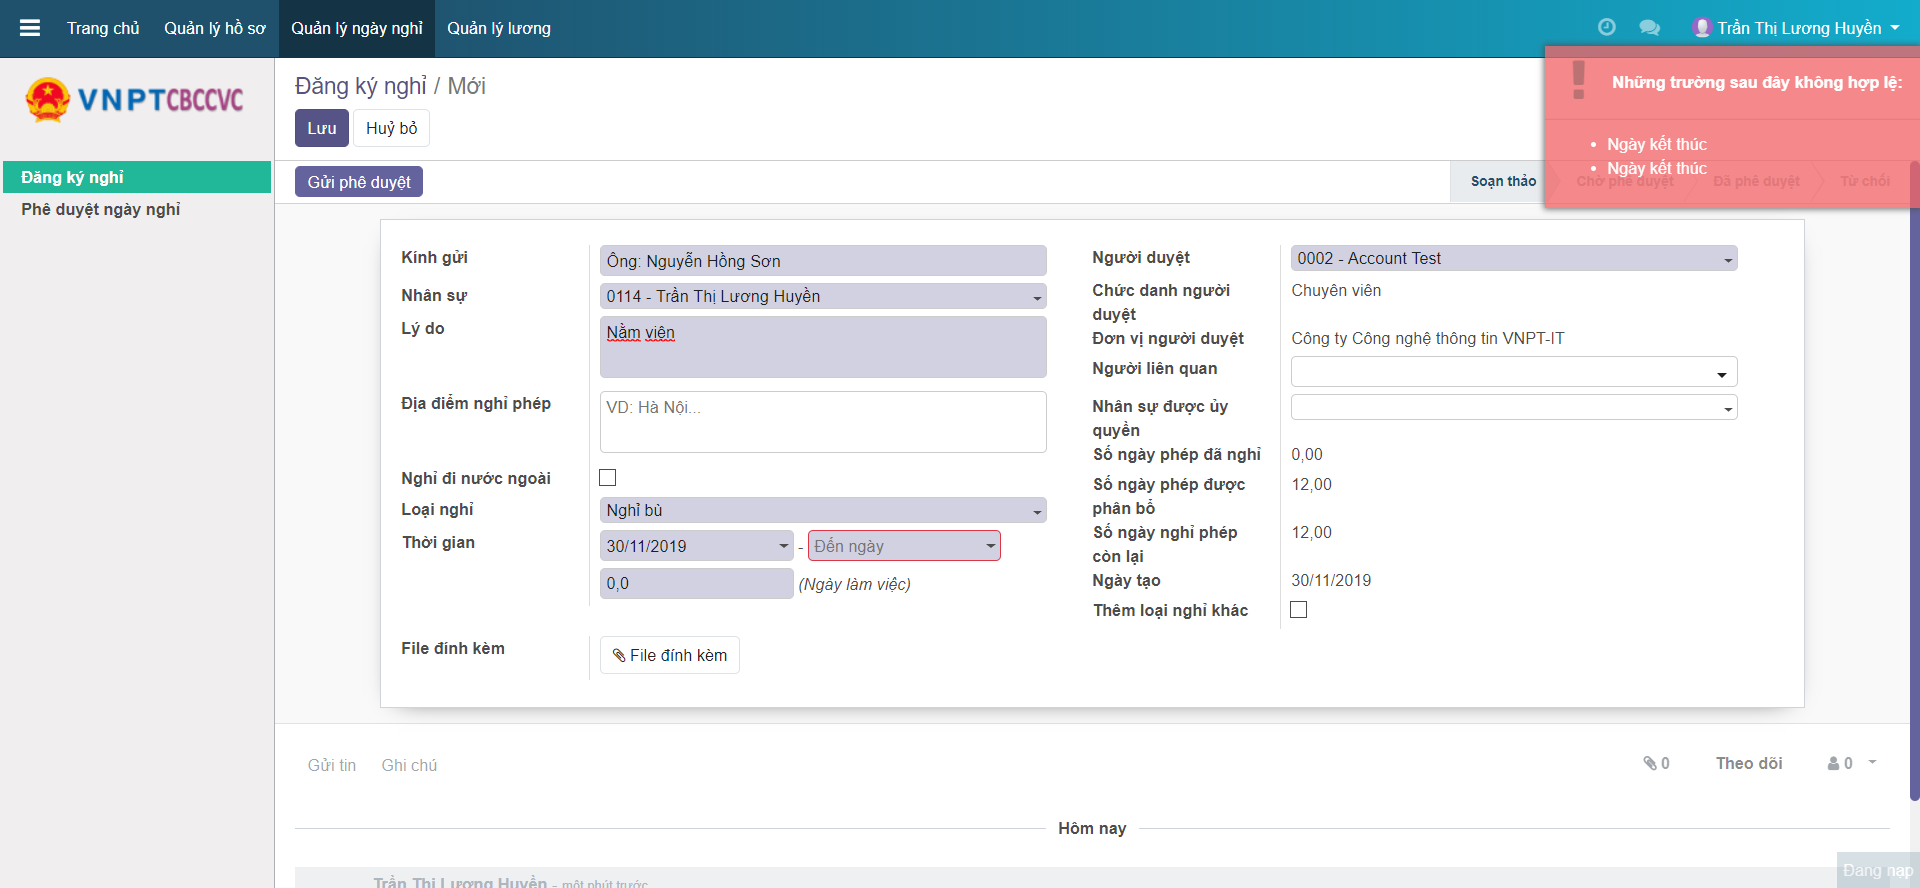 Trang chủ Quản lý hồ sơ Quản lý ngày nghỉ Quản lý lương Trần Thị Lương Huyền
VNPTCBCCVC
Đăng ký nghỉ
Phê duyệt ngày nghỉ
Đăng ký nghỉ / Mới
Lưu Huỷ bỏ
Những trường sau đây không hợp lệ:
Ngày kết thúc
Ngày kết thúc
Gửi phê duyệt
Soạn thảo Chờ phê duyệt Đã phê duyệt Từ chối
Kính gửi Ông: Nguyễn Hồng Sơn
Nhân sự 0114 - Trần Thị Lương Huyền
Lý do Nằm viện
Địa điểm nghỉ phép VD: Hà Nội...
Nghỉ đi nước ngoài
Loại nghỉ Nghỉ bù
Thời gian 30/11/2019 - Đến ngày
0,0 (Ngày làm việc)
File đính kèm File đính kèm
Người duyệt 0002 - Account Test
Chức danh người
duyệt
Chuyên viên
Đơn vị người duyệt Công ty Công nghệ thông tin VNPT-IT
Người liên quan
Nhân sự được ủy
quyền
Số ngày phép đã nghỉ 0,00
Số ngày phép được
phân bổ
12,00
Số ngày nghỉ phép
còn lại
12,00
Ngày tạo 30/11/2019
Thêm loại nghỉ khác
Gửi tin Ghi chú 0 Theo dõi 0
Hôm nay
Trần Thị Lương Huyền - một phút trước
Đang nạp